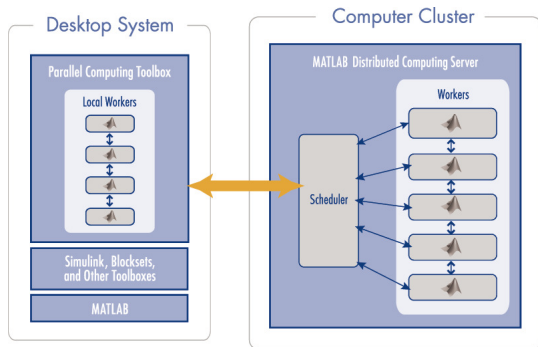 Desktop System
Parallel Computing Toolbox
Local Workers
Simulink, Blocksets,
and Other Toolboxes
MATLAB
Computer Cluster
MATLAB Distributed Computing Server
Workers
Scheduler